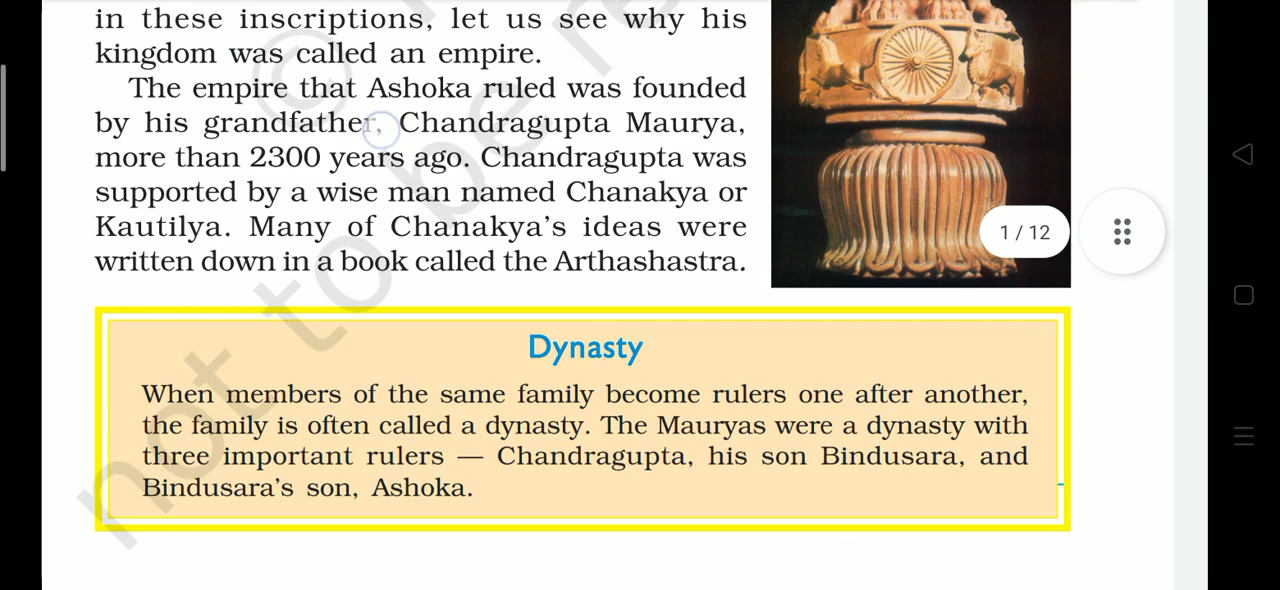 in these inscriptions, let us see why his
kingdom was called an empire.
The empire that Ashoka ruled was founded
by his grandfather, Chandragupta Maurya,
more than 2300 years ago. Chandragupta was
supported by a wise man named Chanakya or
Kautilya. Many of Chanakya's ideas were
written down in a book called the Arthashastra.
1 / 12
Dynasty
When members of the same family become rulers one after another,
the family is often called a dynasty. The Mauryas were a dynasty with
three important rulers — Chandragupta, his son Bindusara, and
Bindusara's son, Ashoka.
©
not to be re